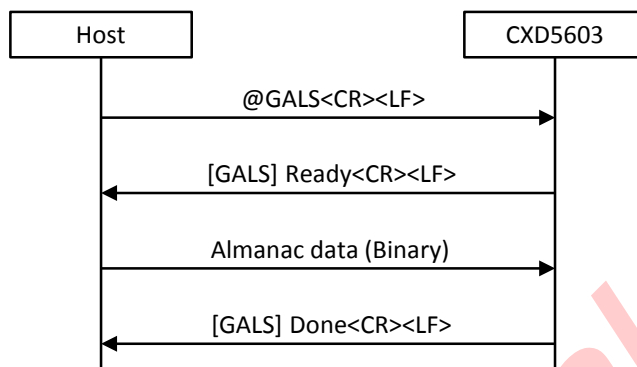 Host
CXD5603
@GALS<CR><LF>
[GALS] Ready<CR><LF>
Almanac data (Binary)
[GALS] Done<CR><LF>